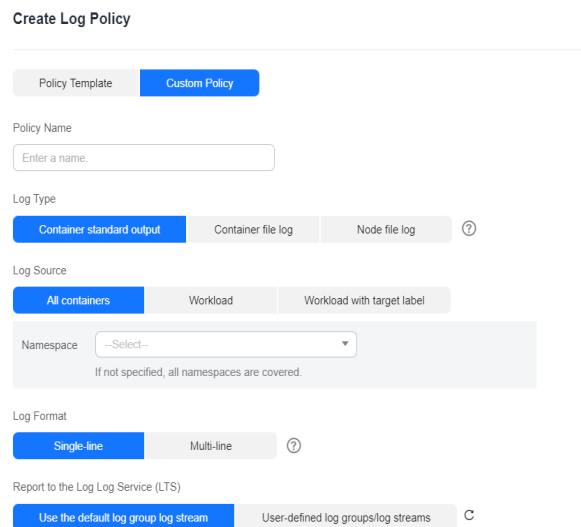 Create Log Policy
Policy Template
Custom Policy
Policy Name
Enter a name.
Log Type
Container standard output
Container file log
Node file log
?
Log Source
All containers
Workload
Workload with target label
Namespace
--Select--
If not specified, all namespaces are covered.
Log Format
Single-line
Multi-line
?
Report to the Log Log Service (LTS)
Use the default log group log stream
User-defined log groups/log streams